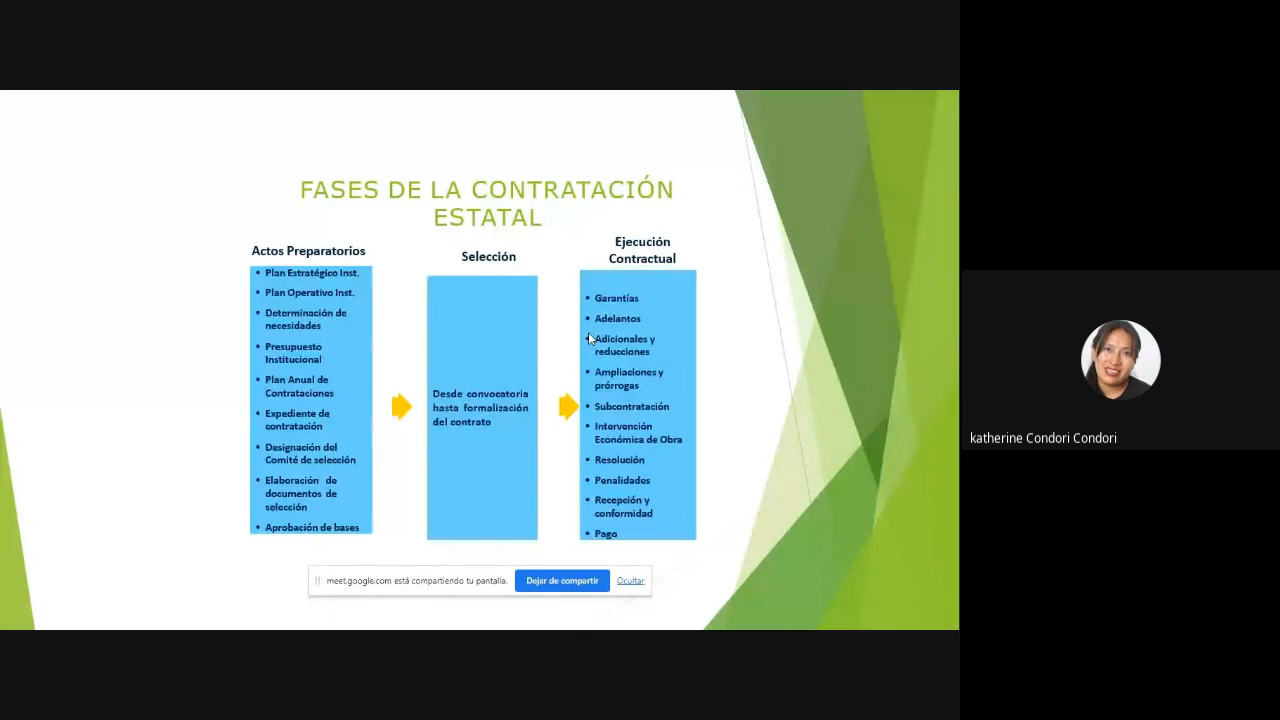 FASES DE LA CONTRATACIÓN
ESTATAL
Actos Preparatorios
• Plan Estratégico Inst.
• Plan Operativo Inst.
• Determinación de
necesidades
• Presupuesto
Institucional
• Plan Anual de
Contrataciones
• Expediente de
contratación
• Designación del
Comité de selección
• Elaboración de
documentos de
selección
• Aprobación de bases
Selección
Desde convocatoria
hasta formalización
del contrato
Ejecución
Contractual
• Garantías
• Adelantos
• Adicionales y
reducciones
• Ampliaciones y
prórrogas
• Subcontratación
• Intervención
Económica de Obra
• Resolución
• Penalidades
• Recepción y
conformidad
• Pago
meet.google.com está compartiendo tu pantalla.
Dejar de compartir
Ocultar
katherine Condori Condori